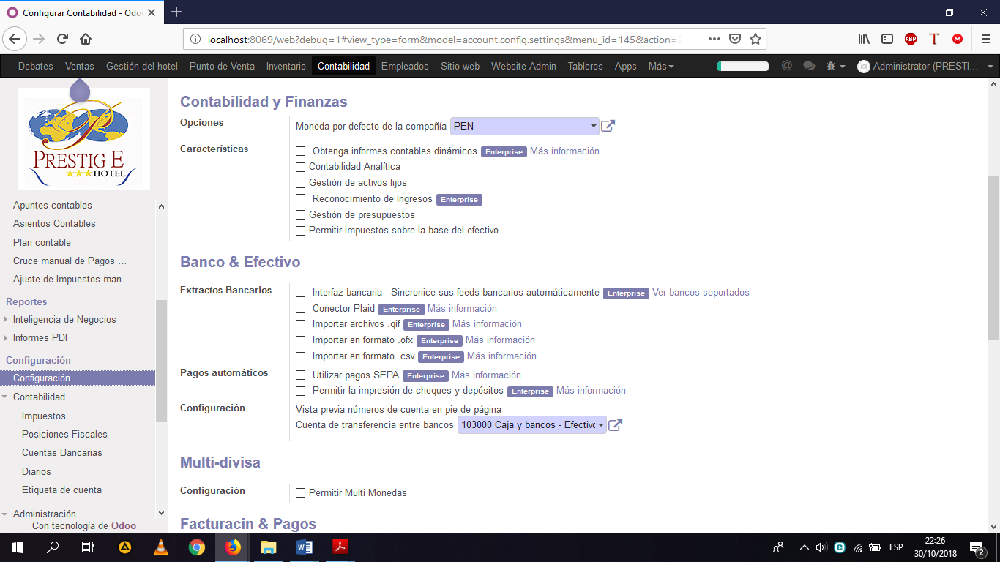 Configurar Contabilidad - Odoo
localhost:8069/web?debug=1#view_type=form&model=account.config.settings&menu_id=145&action=2
ABP T M
Debates Ventas Gestión del hotel Punto de Venta Inventario Contabilidad Empleados Sitio web Website Admin Tableros Apps Más @ Administrator (PRESTI...
PRESTIGE
HOTEL
Apuntes contables
Asientos Contables
Plan contable
Cruce manual de Pagos ...
Ajuste de Impuestos man...
Reportes
Inteligencia de Negocios
Informes PDF
Configuración
Configuración
Contabilidad
Impuestos
Posiciones Fiscales
Cuentas Bancarias
Diarios
Etiqueta de cuenta
Administración
Con tecnología de Odoo
Contabilidad y Finanzas
Opciones
Moneda por defecto de la compañía PEN
Características
Obtenga informes contables dinámicos Enterprise Más información
Contabilidad Analítica
Gestión de activos fijos
Reconocimiento de Ingresos Enterprise
Gestión de presupuestos
Permitir impuestos sobre la base del efectivo
Banco & Efectivo
Extractos Bancarios
Interfaz bancaria - Sincronice sus feeds bancarios automáticamente Enterprise Ver bancos soportados
Conector Plaid Enterprise Más información
Importar archivos .qif Enterprise Más información
Importar en formato .ofx Enterprise Más información
Importar en formato .csv Enterprise Más información
Pagos automáticos
Utilizar pagos SEPA Enterprise Más información
Permitir la impresión de cheques y depósitos Enterprise Más información
Configuración
Vista previa números de cuenta en pie de página
Cuenta de transferencia entre bancos 103000 Caja y bancos - Efectivo
Multi-divisa
Configuración
Permitir Multi Monedas
Facturacin & Pagos
ESP
22:26
30/10/2018
2